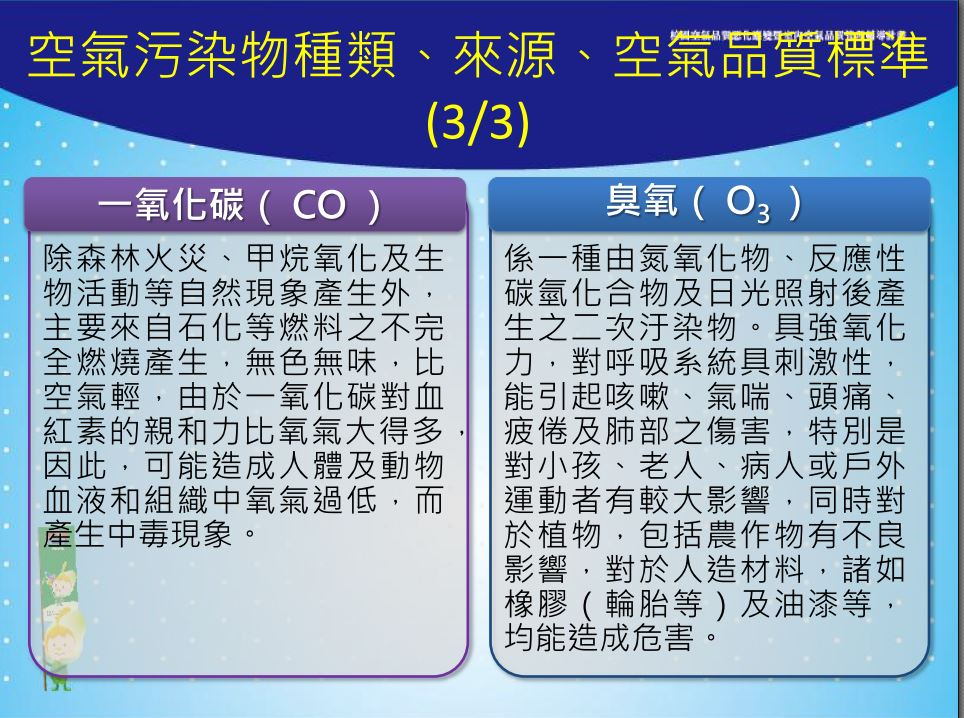 空氣污染物種類、來源、空氣品質標準
(3/3)
一氧化碳（ CO ）
除森林火災、甲烷氧化及生
物活動等自然現象產生外，
主要來自石化等燃料之不完
全燃燒產生，無色無味，比
空氣輕，由於一氧化碳對血
紅素的親和力比氧氣大得多，
因此，可能造成人體及動物
血液和組織中氧氣過低，而
產生中毒現象。
臭氧（ O₃ ）
係一種由氮氧化物、反應性
碳氫化合物及日光照射後產
生之二次汙染物。具強氧化
力，對呼吸系統具刺激性，
能引起咳嗽、氣喘、頭痛、
疲倦及肺部之傷害，特別是
對小孩、老人、病人或戶外
運動者有較大影響，同時對
於植物，包括農作物有不良
影響，對於人造材料，諸如
橡膠（輪胎等）及油漆等，
均能造成危害。